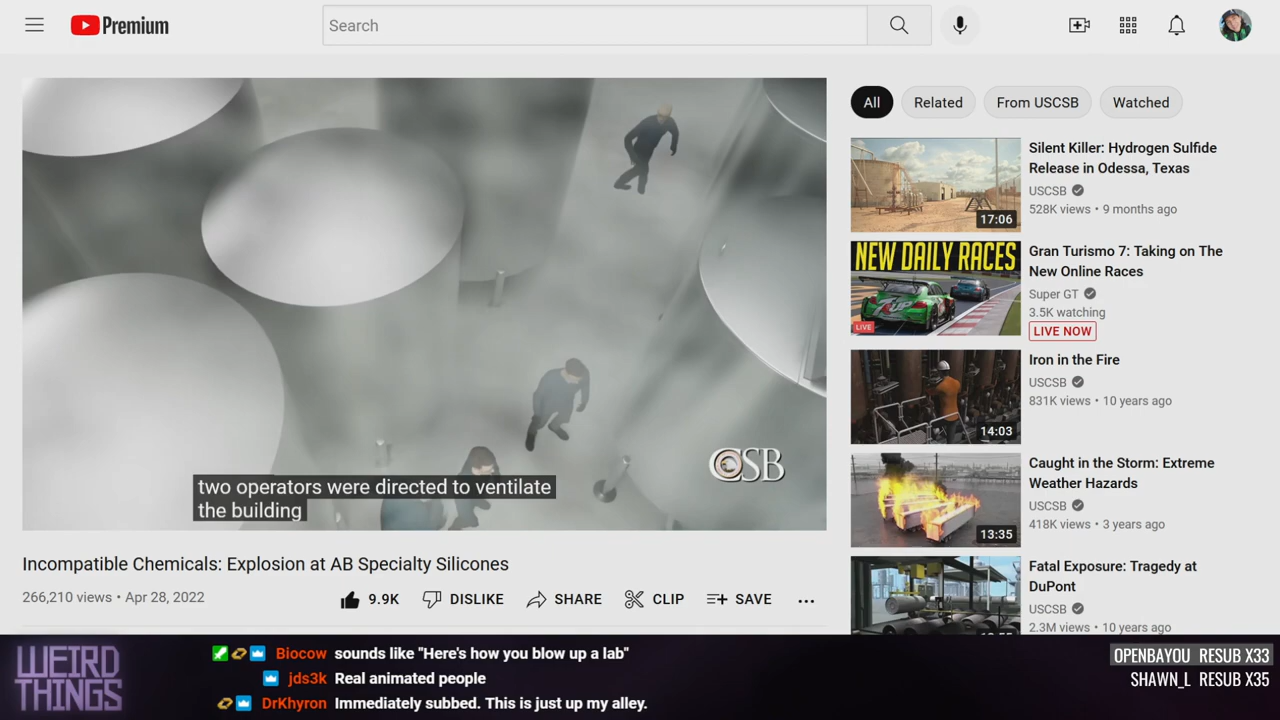 Premium
Search
two operators were directed to ventilate
the building
CSB
Incompatible Chemicals: Explosion at AB Specialty Silicones
266,210 views • Apr 28, 2022
9.9K
DISLIKE
SHARE
CLIP
SAVE
...
All
Related
From USCSB
Watched
17:06
Silent Killer: Hydrogen Sulfide
Release in Odessa, Texas
USCSB
528K views • 9 months ago
NEW DAILY RACES
LIVE
Gran Turismo 7: Taking on The
New Online Races
Super GT
3.5K watching
LIVE NOW
14:03
Iron in the Fire
USCSB
831K views • 10 years ago
13:35
Caught in the Storm: Extreme
Weather Hazards
USCSB
418K views • 3 years ago
Fatal Exposure: Tragedy at
DuPont
USCSB
2.3M views • 10 years ago
WEIRD
THINGS
Biocow sounds like "Here's how you blow up a lab"
jds3k Real animated people
DrKhyron Immediately subbed. This is just up my alley.
OPENBAYOU RESUB X33
SHAWN_L RESUB X35